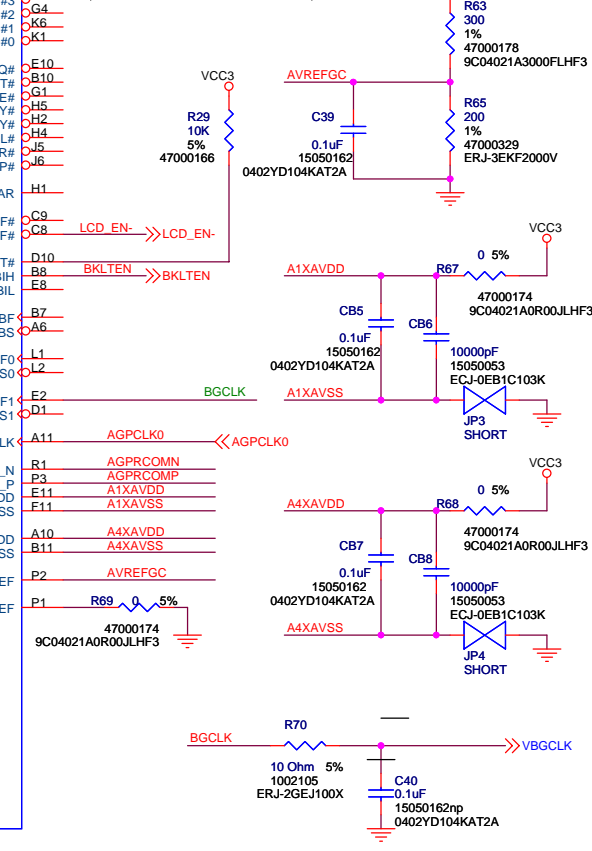 #3
#2 G4
#1 K6
#0 K1
Q# E10
T# B10
E# G1
Y# H5
Y# H2
L# H4
R# J5
P# J6
AR H1
F# C9
F# C8 LCD_EN- LCD_EN-
T# D10
BIH B8 BKLTEN BKLTEN
BIL E8
BF B7
BS A6
F0 L1
S0 L2
F1 E2 BGCLK
S1 D1
LK A11 AGPCLK0 AGPCLK0
_N R1 AGPRCOMN
_P P3 AGPRCOMP
DD E11 A1XAVDD
SS F11 A1XAVSS
DD A10 A4XAVDD
SS B11 A4XAVSS
EF P2 AVREFGC
EF P1 R69 0 5%
47000174
9C04021A0R00JLHF3
VCC3
R29
10K
5%
47000166
R63
300
1%
47000178
9C04021A3000FLHF3
AVREFGC
C39
0.1uF
15050162
0402YD104KAT2A
R65
200
1%
47000329
ERJ-3EKF2000V
VCC3
0 5%
A1XAVDD R67
47000174
9C04021A0R00JLHF3
CB5
0.1uF
15050162
0402YD104KAT2A
CB6
10000pF
15050053
ECJ-0EB1C103K
A1XAVSS
JP3
SHORT
VCC3
0 5%
A4XAVDD R68
47000174
9C04021A0R00JLHF3
CB7
0.1uF
15050162
0402YD104KAT2A
CB8
10000pF
15050053
ECJ-0EB1C103K
A4XAVSS
JP4
SHORT
BGCLK R70 VBGCLK
10 Ohm 5%
1002105
ERJ-2GEJ100X
C40
0.1uF
15050162np
0402YD104KAT2A